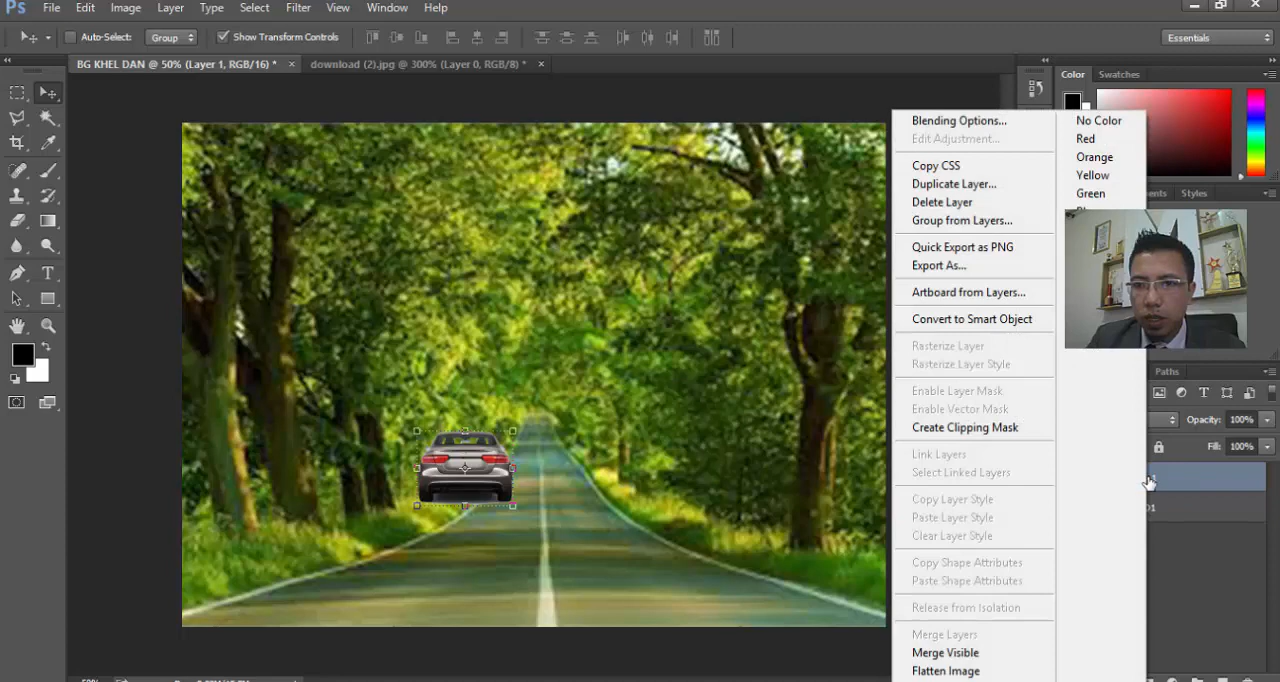 Ps File Edit Image Layer Type Select Filter View Window Help
Auto-Select: Group Show Transform Controls Essentials
BG KHEL DAN @ 50% (Layer 1, RGB/16) * × download (2).jpg @ 300% (Layer 0, RGB/8) * ×
Color Swatches
Styles
Paths
Opacity: 100%
Fill: 100%
Blending Options...
Edit Adjustment...
Copy CSS
Duplicate Layer...
Delete Layer
Group from Layers...
Quick Export as PNG
Export As...
Artboard from Layers...
Convert to Smart Object
Rasterize Layer
Rasterize Layer Style
Enable Layer Mask
Enable Vector Mask
Create Clipping Mask
Link Layers
Select Linked Layers
Copy Layer Style
Paste Layer Style
Clear Layer Style
Copy Shape Attributes
Paste Shape Attributes
Release from Isolation
Merge Layers
Merge Visible
Flatten Image
No Color
Red
Orange
Yellow
Green